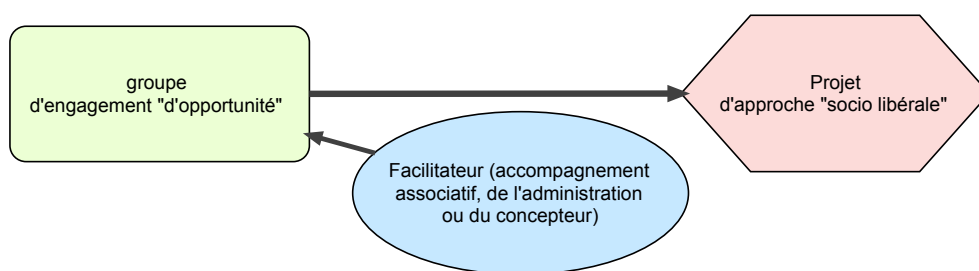 groupe
d'engagement "d'opportunité"
Projet
d'approche "socio libérale"
Facilitateur (accompagnement
associatif, de l'administration
ou du concepteur)